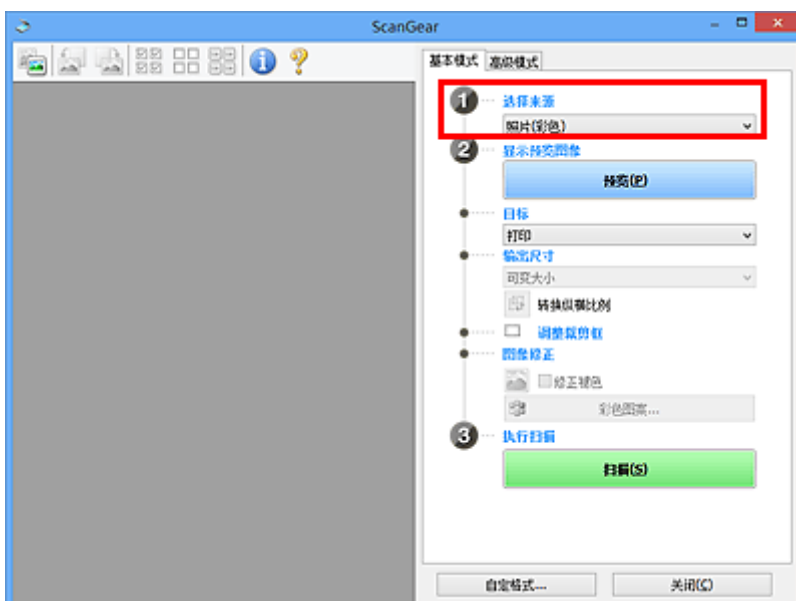 ScanGear
基本模式 高级模式
1 选择来源
照片(彩色)
2 显示预览图像
预览(P)
目标
打印
输出尺寸
可变大小
转换纵横比例
调整裁剪框
图像修正
修正褪色
彩色图案...
3 执行扫描
扫描(S)
自定格式... 关闭(C)